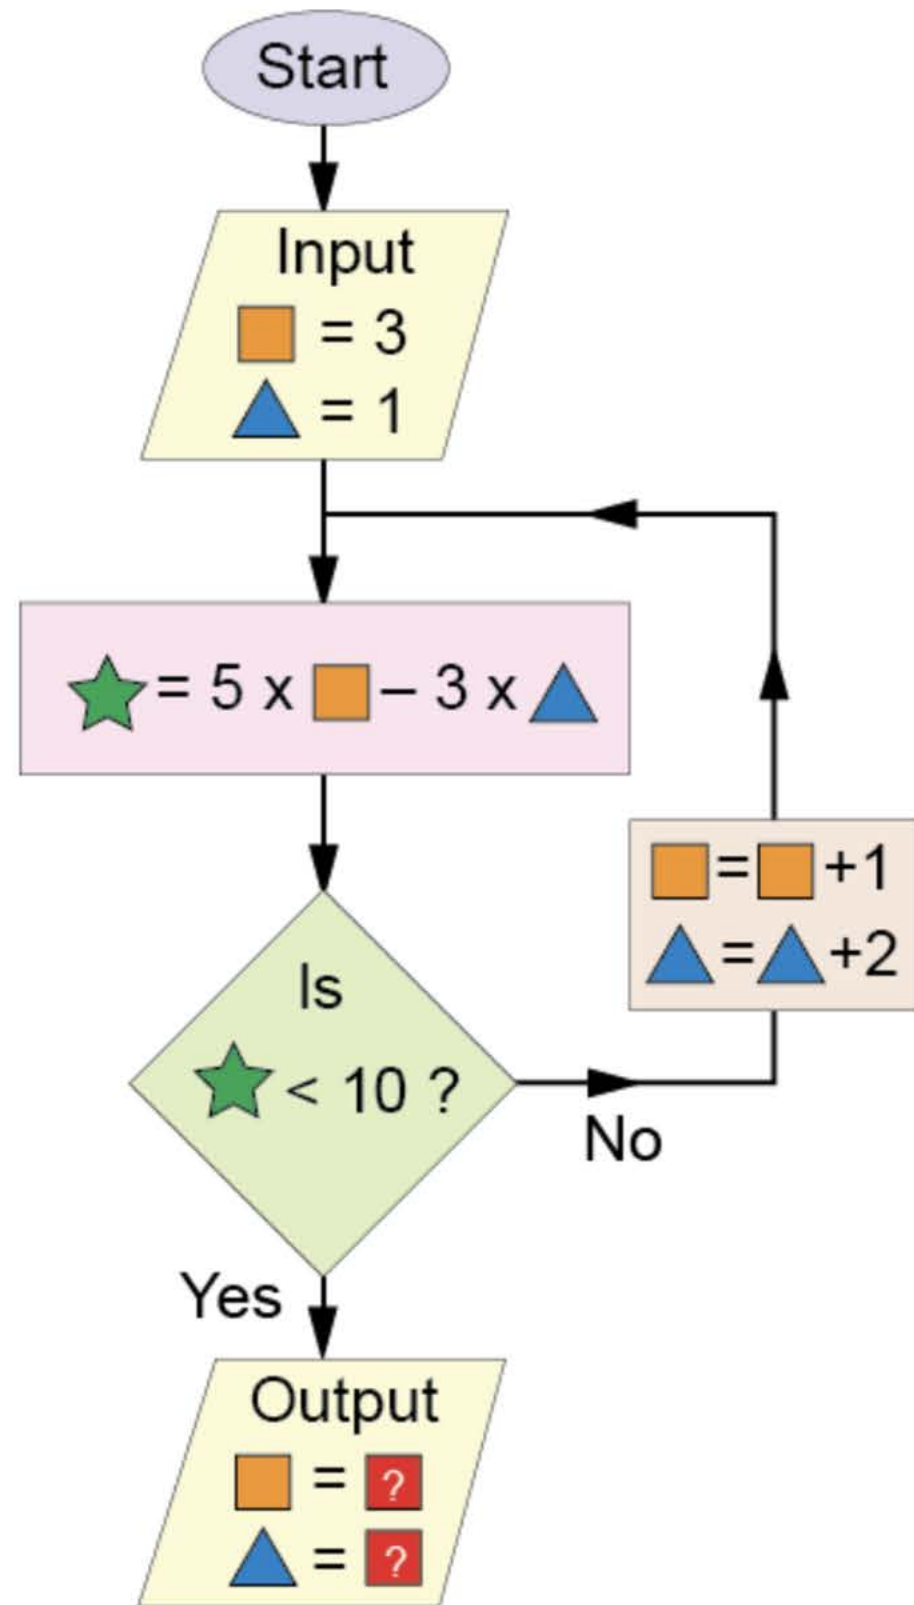 Start
Input
= 3
= 1
= 5 x – 3 x
= +1
= +2
Is
< 10 ?
No
Yes
Output
= ?
= ?